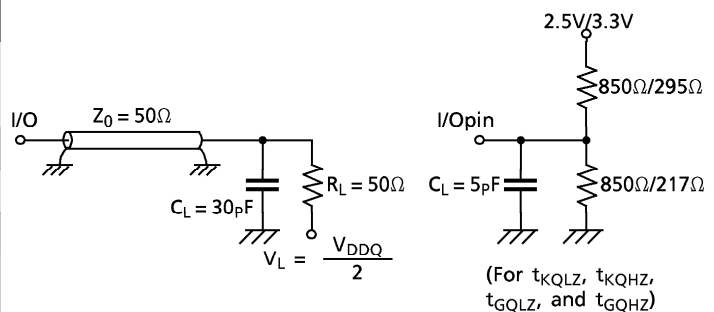 2.5V/3.3V
850Ω/295Ω
I/O
Z0 = 50Ω
I/Opin
RL = 50Ω
CL = 5PF
850Ω/217Ω
CL = 30PF
VL = VDDQ
2
(For tKQLZ, tKQHZ,
tGQLZ, and tGQHZ)